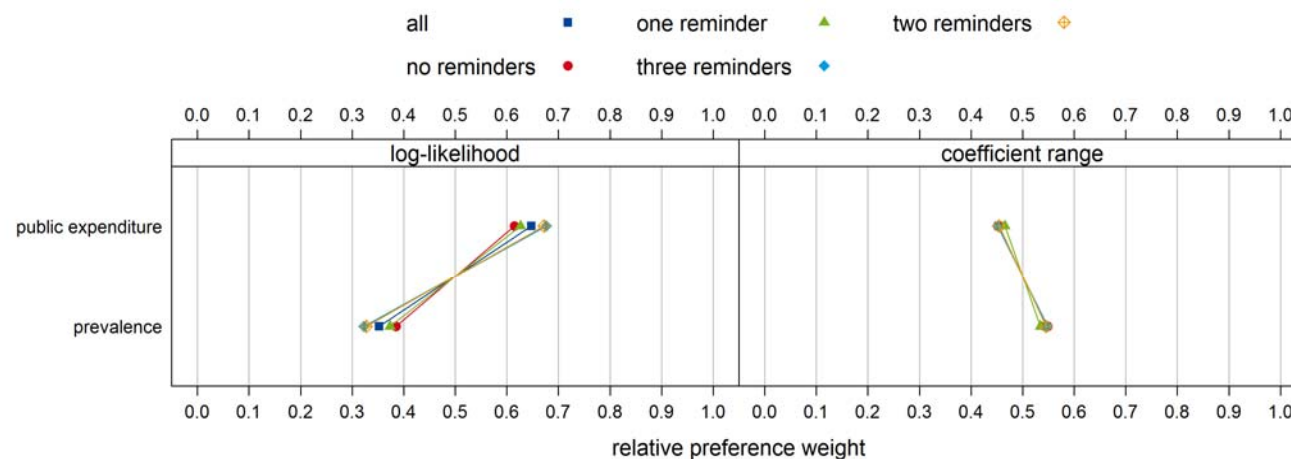 all one reminder two reminders
no reminders three reminders
0.0 0.1 0.2 0.3 0.4 0.5 0.6 0.7 0.8 0.9 1.0 0.0 0.1 0.2 0.3 0.4 0.5 0.6 0.7 0.8 0.9 1.0
log-likelihood coefficient range
public expenditure
prevalence
0.0 0.1 0.2 0.3 0.4 0.5 0.6 0.7 0.8 0.9 1.0 0.0 0.1 0.2 0.3 0.4 0.5 0.6 0.7 0.8 0.9 1.0
relative preference weight